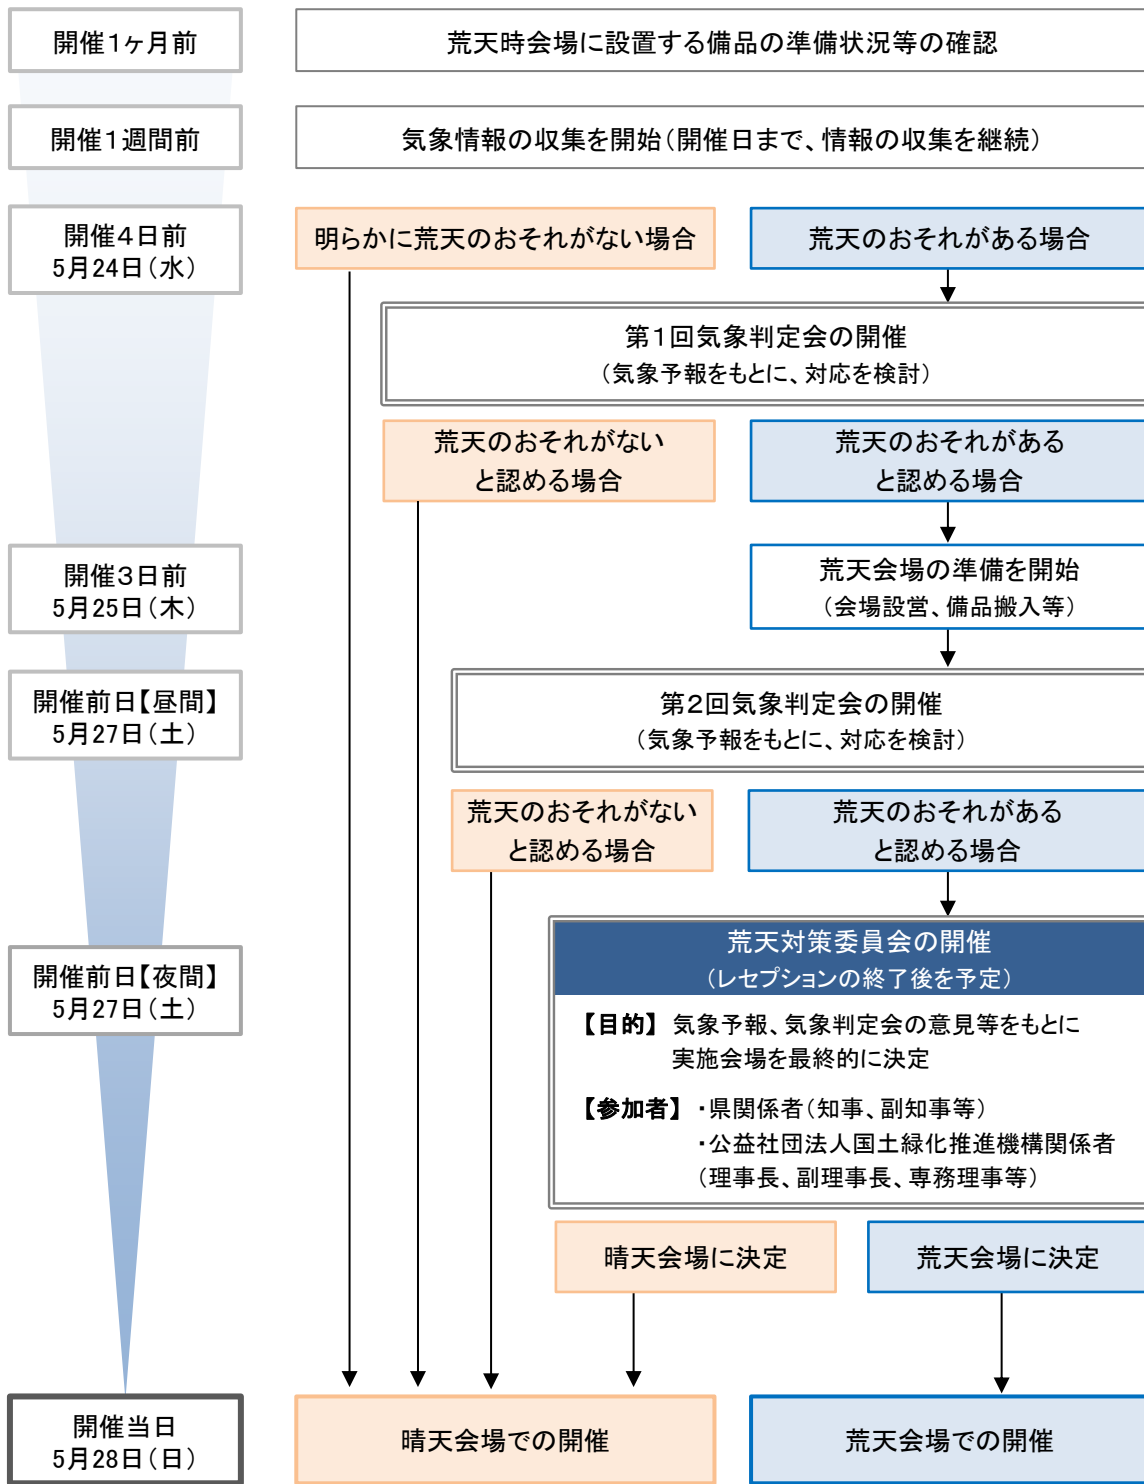 開催1ヶ月前
荒天時会場に設置する備品の準備状況等の確認
開催1週間前
気象情報の収集を開始(開催日まで、情報の収集を継続)
開催4日前
5月24日(水)
明らかに荒天のおそれがない場合
荒天のおそれがある場合
第1回気象判定会の開催
(気象予報をもとに、対応を検討)
荒天のおそれがない
と認める場合
荒天のおそれがある
と認める場合
開催3日前
5月25日(木)
荒天会場の準備を開始
(会場設営、備品搬入等)
開催前日【昼間】
5月27日(土)
第2回気象判定会の開催
(気象予報をもとに、対応を検討)
荒天のおそれがない
と認める場合
荒天のおそれがある
と認める場合
開催前日【夜間】
5月27日(土)
荒天対策委員会の開催
(レセプションの終了後を予定)
【目的】 気象予報、気象判定会の意見等をもとに
実施会場を最終的に決定
【参加者】 ・県関係者(知事、副知事等)
・公益社団法人国土緑化推進機構関係者
(理事長、副理事長、専務理事等)
晴天会場に決定
荒天会場に決定
開催当日
5月28日(日)
晴天会場での開催
荒天会場での開催